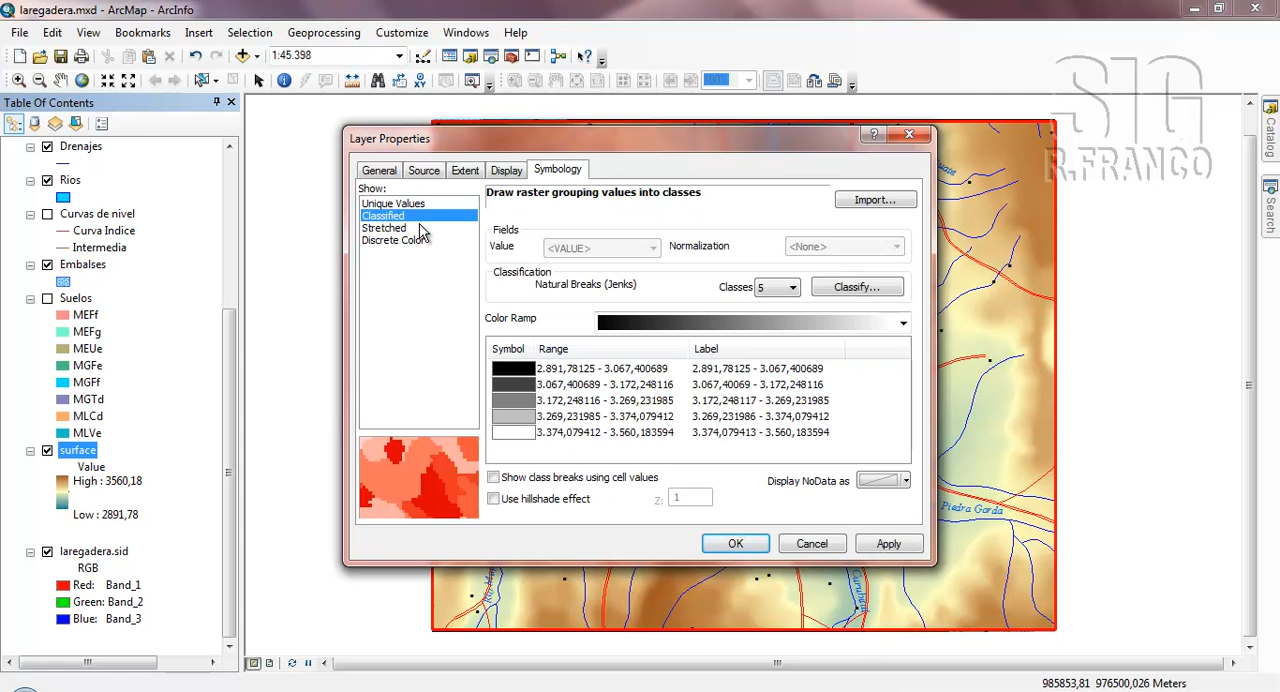 laregadera.mxd - ArcMap - ArcInfo
File Edit View Bookmarks Insert Selection Geoprocessing Customize Windows Help
1:45.398
100%
SIG
R.FRANCO
Table Of Contents
Drenajes
Rios
Curvas de nivel
Curva Indice
Intermedia
Embalses
Suelos
MEFf
MEFg
MEUe
MGFe
MGFf
MGTd
MLCd
MLVe
surface
Value
High : 3560,18
Low : 2891,78
laregadera.sid
RGB
Red: Band_1
Green: Band_2
Blue: Band_3
Layer Properties
General Source Extent Display Symbology
Show:
Unique Values
Classified
Stretched
Discrete Color
Draw raster grouping values into classes
Import...
Fields
Value <VALUE> Normalization <None>
Classification
Natural Breaks (Jenks) Classes 5 Classify...
Color Ramp
Symbol Range Label
2.891,78125 - 3.067,400689 2.891,78125 - 3.067,400689
3.067,400689 - 3.172,248116 3.067,40069 - 3.172,248116
3.172,248116 - 3.269,231985 3.172,248117 - 3.269,231985
3.269,231985 - 3.374,079412 3.269,231986 - 3.374,079412
3.374,079412 - 3.560,183594 3.374,079413 - 3.560,183594
Show class breaks using cell values Display NoData as
Use hillshade effect Z: 1
OK Cancel Apply
Piedra Gorda
Catalog
Search
985853,81 976500,026 Meters